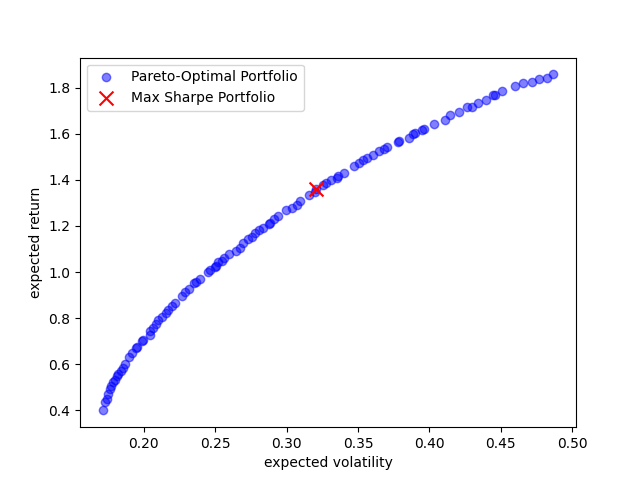 Pareto-Optimal Portfolio
Max Sharpe Portfolio
expected return
1.8
1.6
1.4
1.2
1.0
0.8
0.6
0.4
0.20 0.25 0.30 0.35 0.40 0.45 0.50
expected volatility